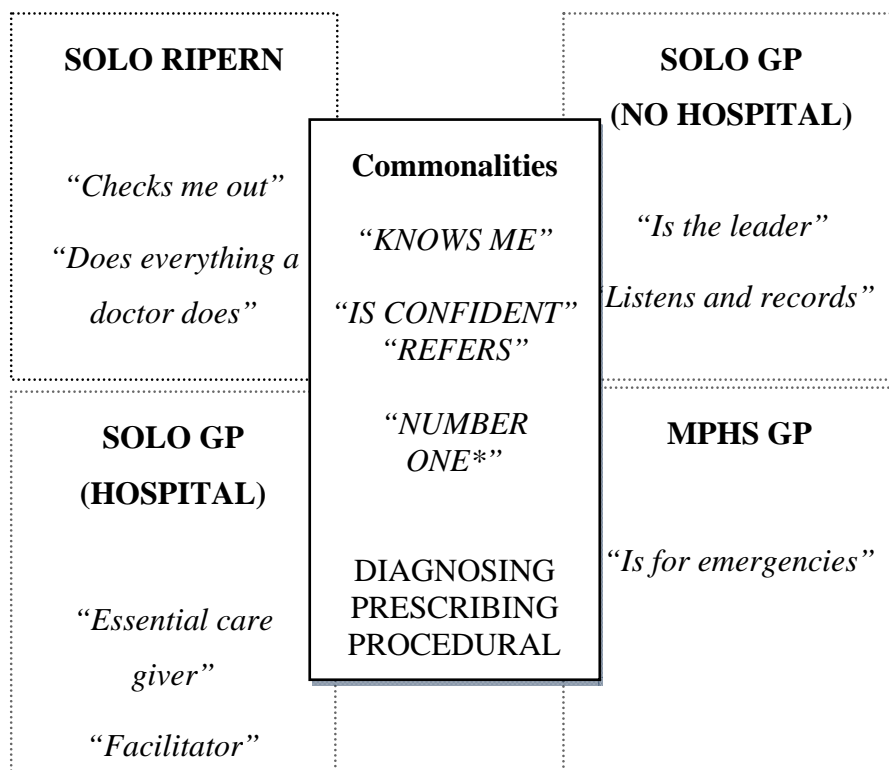 SOLO RIPERN
“Checks me out”
“Does everything a
doctor does”
SOLO GP
(NO HOSPITAL)
“Is the leader”
“Listens and records”
Commonalities
“KNOWS ME”
“IS CONFIDENT”
“REFERS”
“NUMBER
ONE*”
DIAGNOSING
PRESCRIBING
PROCEDURAL
SOLO GP
(HOSPITAL)
“Essential care
giver”
“Facilitator”
MPHS GP
“Is for emergencies”